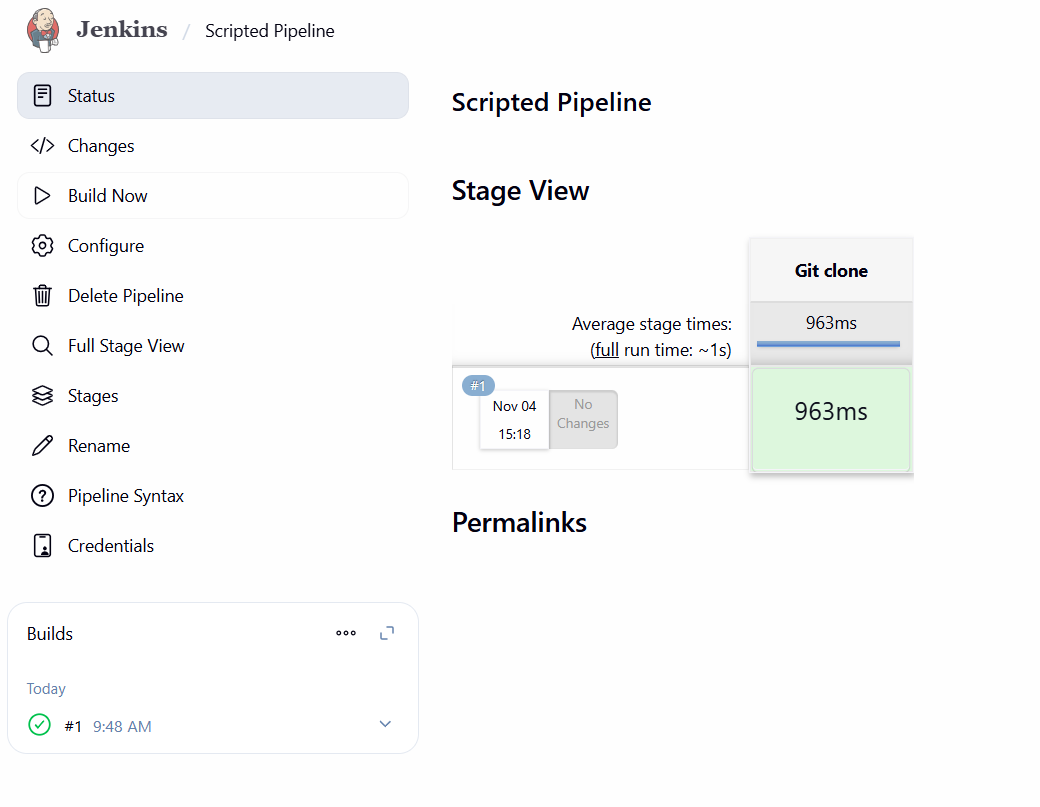 Jenkins / Scripted Pipeline
Status
Changes
Build Now
Configure
Delete Pipeline
Full Stage View
Stages
Rename
Pipeline Syntax
Credentials
Builds
Today
#1 9:48 AM
Scripted Pipeline
Stage View
Git clone
Average stage times:
(full run time: ~1s)
963ms
#1
Nov 04
15:18
No
Changes
963ms
Permalinks